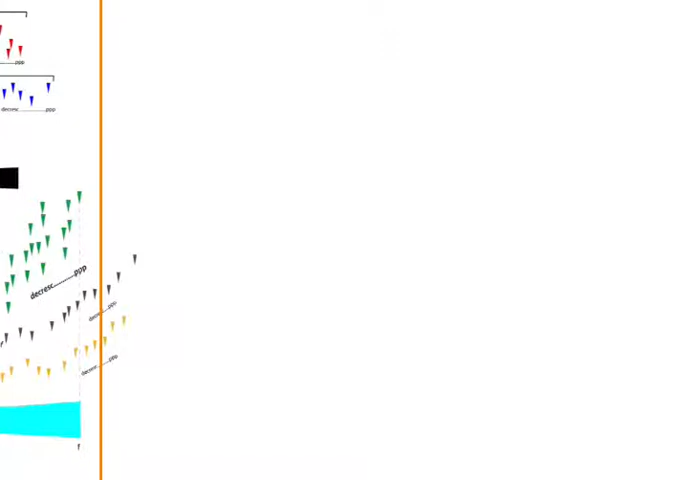 ppp
decresc...............ppp
decresc...........ppp
decresc.......ppp
decresc.......ppp
f